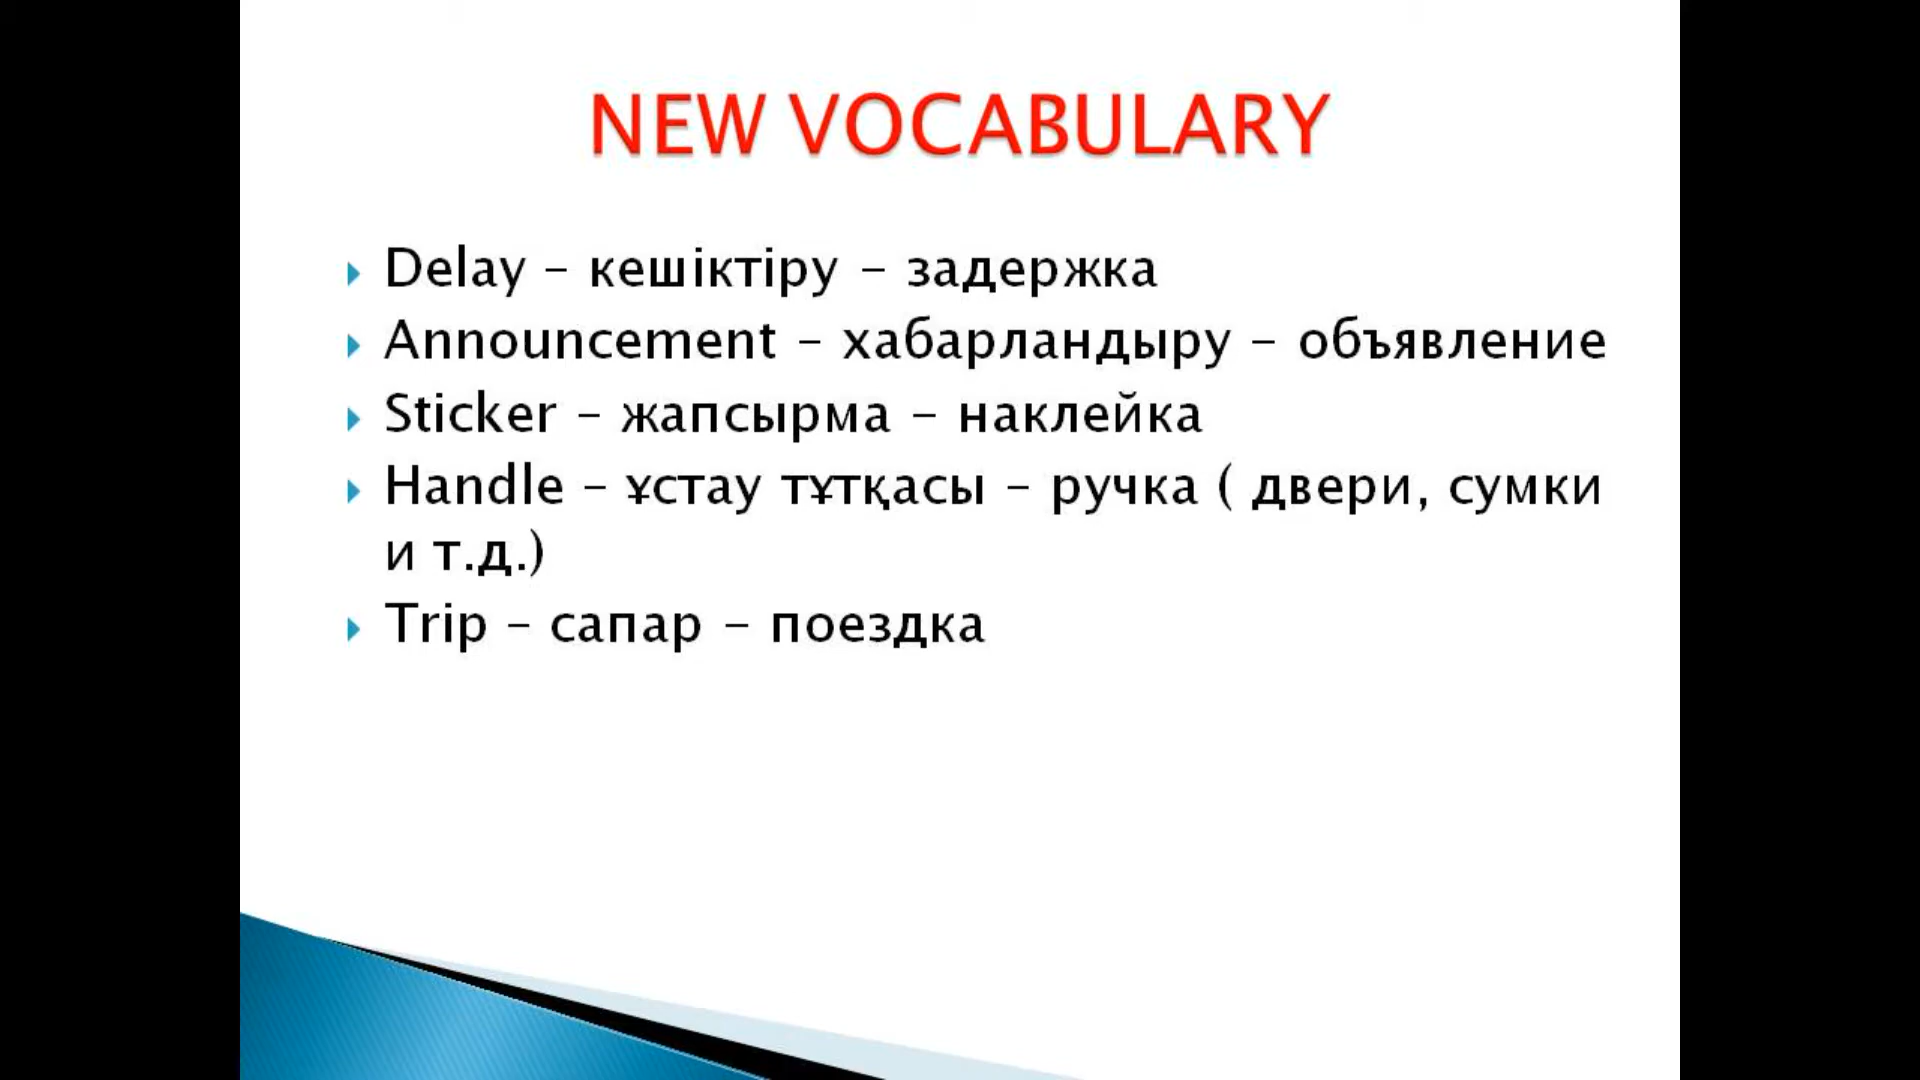 NEW VOCABULARY
Delay – кешіктіру – задержка
Announcement – хабарландыру – объявление
Sticker – жапсырма – наклейка
Handle – ұстау тұтқасы – ручка ( двери, сумки
и т.д.)
Trip – сапар – поездка